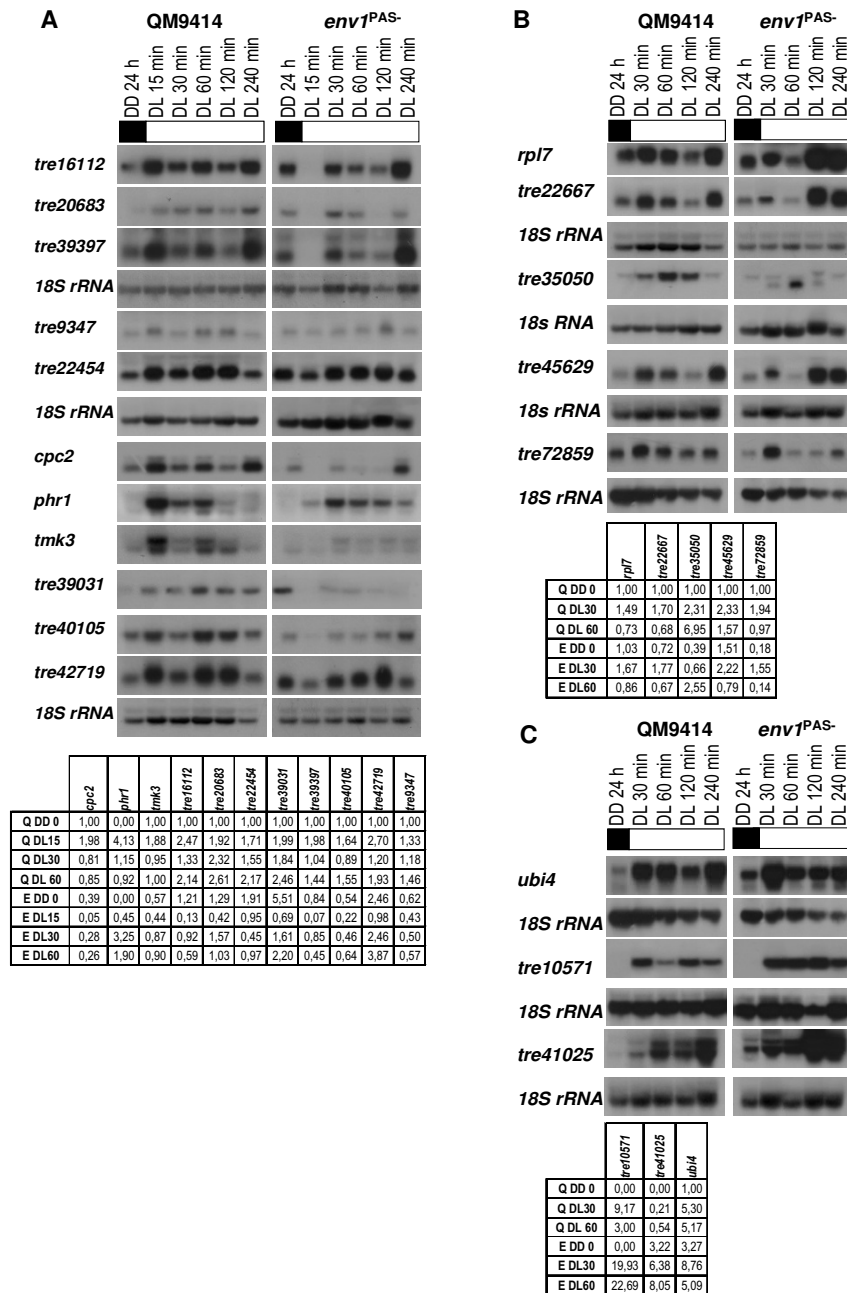 A
QM9414
env1PAS-
DD 24 h
DL 15 min
DL 30 min
DL 60 min
DL 120 min
DL 240 min
DD 24 h
DL 15 min
DL 30 min
DL 60 min
DL 120 min
DL 240 min
tre16112
tre20683
tre39397
18S rRNA
tre9347
tre22454
18S rRNA
cpc2
phr1
tmk3
tre39031
tre40105
tre42719
18S rRNA
cpc2 phr1 tmk3 tre16112 tre20683 tre22454 tre39031 tre39397 tre40105 tre42719 tre9347
Q DD 0 1,00 0,00 1,00 1,00 1,00 1,00 1,00 1,00 1,00 1,00 1,00
Q DL15 1,98 4,13 1,88 2,47 1,92 1,71 1,99 1,98 1,64 2,70 1,33
Q DL30 0,81 1,15 0,95 1,33 2,32 1,55 1,84 1,04 0,89 1,20 1,18
Q DL 60 0,85 0,92 1,00 2,14 2,61 2,17 2,46 1,44 1,55 1,93 1,46
E DD 0 0,39 0,00 0,57 1,21 1,29 1,91 5,51 0,84 0,54 2,46 0,62
E DL15 0,05 0,45 0,44 0,13 0,42 0,95 0,69 0,07 0,22 0,98 0,43
E DL30 0,28 3,25 0,87 0,92 1,57 0,45 1,61 0,85 0,46 2,46 0,50
E DL60 0,26 1,90 0,90 0,59 1,03 0,97 2,20 0,45 0,64 3,87 0,57
B
QM9414
env1PAS-
DD 24 h
DL 30 min
DL 60 min
DL 120 min
DL 240 min
DD 24 h
DL 30 min
DL 60 min
DL 120 min
DL 240 min
rpl7
tre22667
18S rRNA
tre35050
18s RNA
tre45629
18s rRNA
tre72859
18S rRNA
rpl7 tre22667 tre35050 tre45629 tre72859
Q DD 0 1,00 1,00 1,00 1,00 1,00
Q DL30 1,49 1,70 2,31 2,33 1,94
Q DL 60 0,73 0,68 6,95 1,57 0,97
E DD 0 1,03 0,72 0,39 1,51 0,18
E DL30 1,67 1,77 0,66 2,22 1,55
E DL60 0,86 0,67 2,55 0,79 0,14
C
QM9414
env1PAS-
DD 24 h
DL 30 min
DL 60 min
DL 120 min
DL 240 min
DD 24 h
DL 30 min
DL 60 min
DL 120 min
DL 240 min
ubi4
18S rRNA
tre10571
18S rRNA
tre41025
18S rRNA
tre10571 tre41025 ubi4
Q DD 0 0,00 0,00 1,00
Q DL30 9,17 0,21 5,30
Q DL 60 3,00 0,54 5,17
E DD 0 0,00 3,22 3,27
E DL30 19,93 6,38 8,76
E DL60 22,69 8,05 5,09